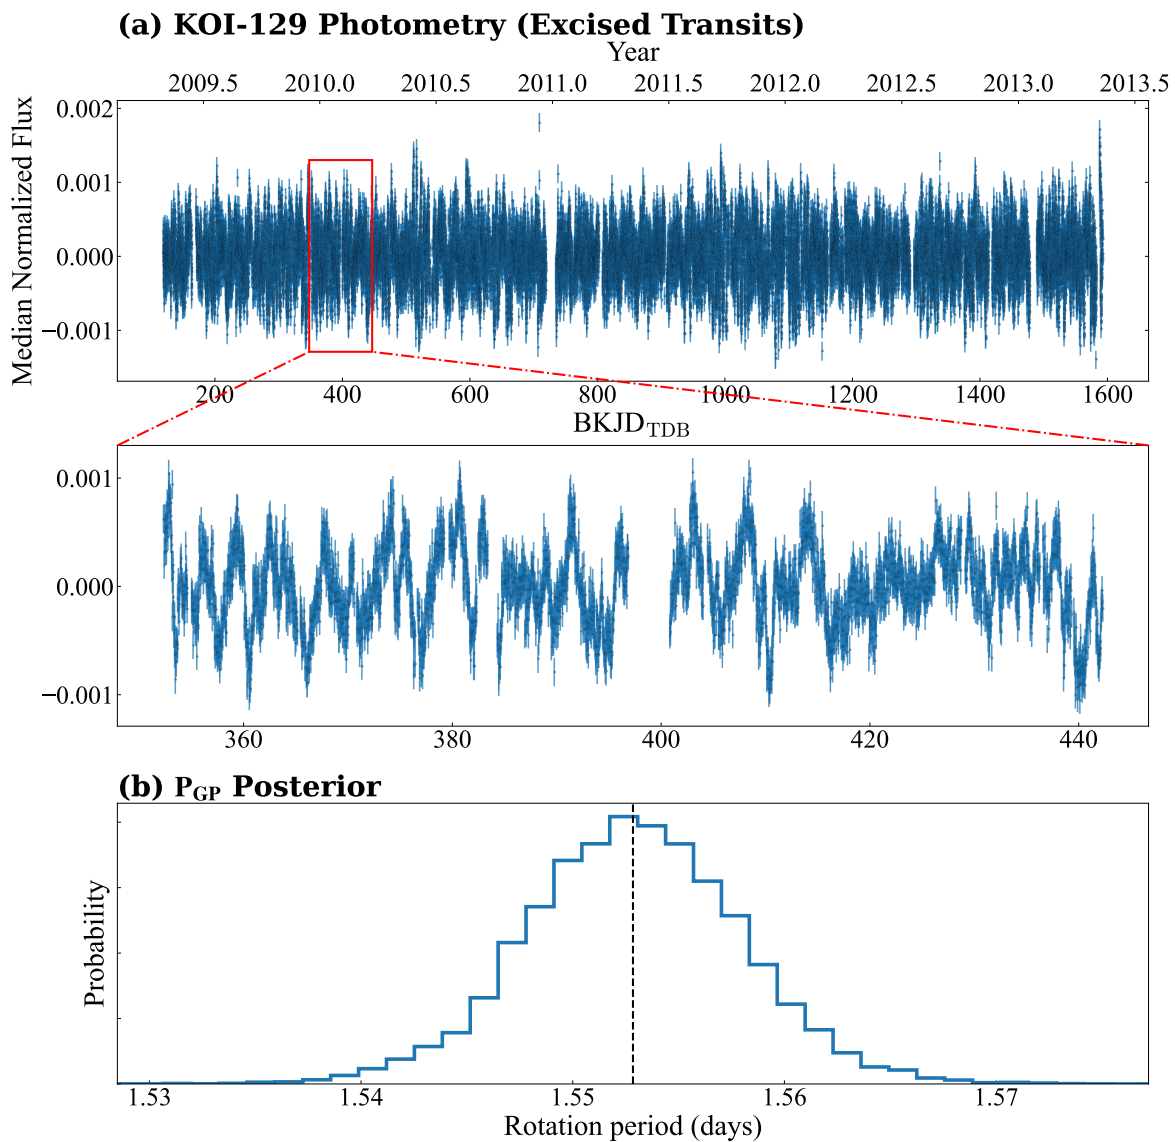 (a) KOI-129 Photometry (Excised Transits)
Year
2009.5 2010.0 2010.5 2011.0 2011.5 2012.0 2012.5 2013.0 2013.5
Median Normalized Flux
0.002
0.001
0.000
−0.001
200 400 600 800 1000 1200 1400 1600
BKJD_TDB
0.001
0.000
−0.001
360 380 400 420 440
(b) P_GP Posterior
Probability
1.53 1.54 1.55 1.56 1.57
Rotation period (days)